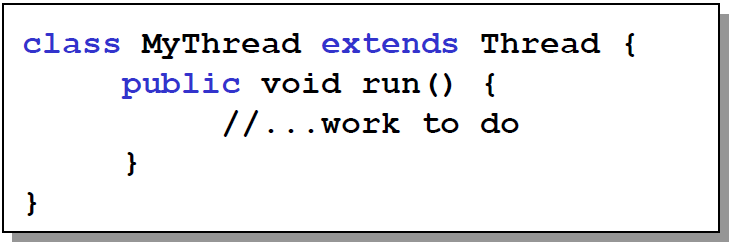 class MyThread extends Thread {
public void run() {
//...work to do
}
}